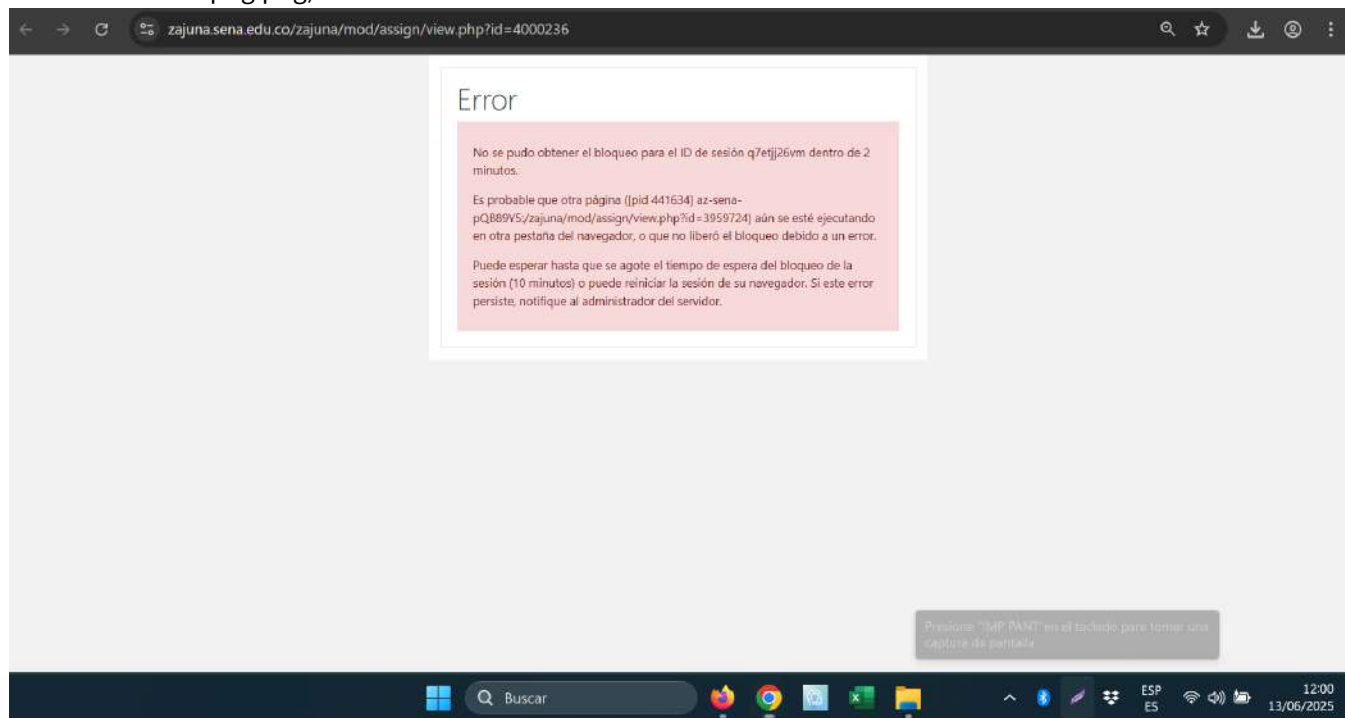 zajuna.sena.edu.co/zajuna/mod/assign/view.php?id=4000236
Error
No se pudo obtener el bloqueo para el ID de sesión q7etjj26vm dentro de 2
minutos.
Es probable que otra página ([pid 441634] az-sena-
pQB89V5:/zajuna/mod/assign/view.php?id=3959724) aún se esté ejecutando
en otra pestaña del navegador, o que no liberó el bloqueo debido a un error.
Puede esperar hasta que se agote el tiempo de espera del bloqueo de la
sesión (10 minutos) o puede reiniciar la sesión de su navegador. Si este error
persiste, notifique al administrador del servidor.
Presione "IMP PANT" en el teclado para tomar una
captura de pantalla
Buscar
ESP
ES
12:00
13/06/2025